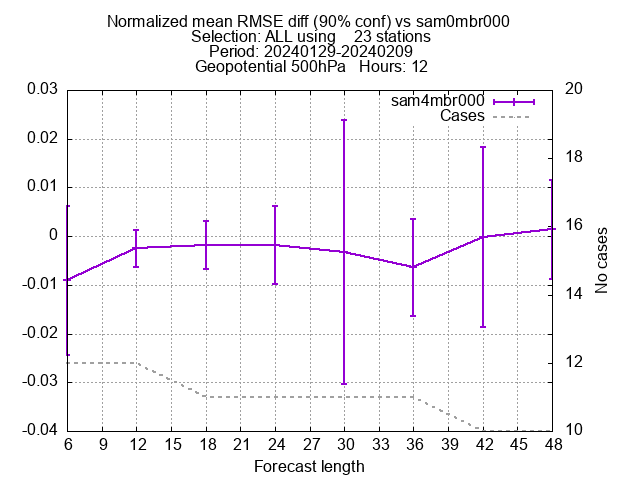 Normalized mean RMSE diff (90% conf) vs sam0mbr000
Selection: ALL using    23 stations
Period: 20240129-20240209
Geopotential 500hPa   Hours: 12
0.03
0.02
0.01
0
-0.01
-0.02
-0.03
-0.04
20
18
16
14
12
10
sam4mbr000
Cases
No cases
6 9 12 15 18 21 24 27 30 33 36 39 42 45 48
Forecast length